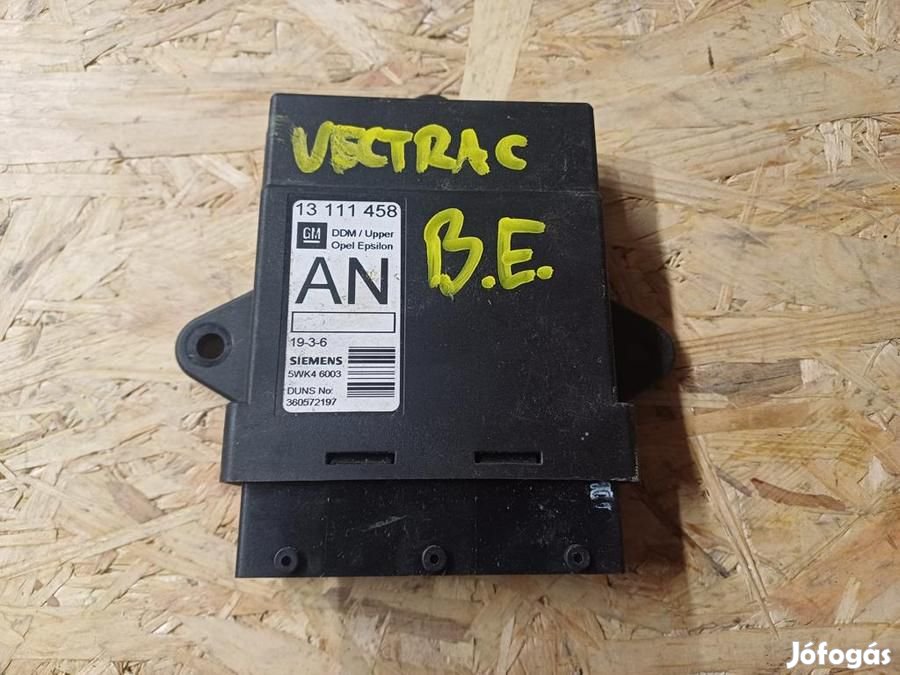 VECTRA C
B.E.
13 111 458
GM
DDM / Upper
Opel Epsilon
AN
19-3-6
SIEMENS
5WK4 6003
DUNS No:
360572197
Jófogás